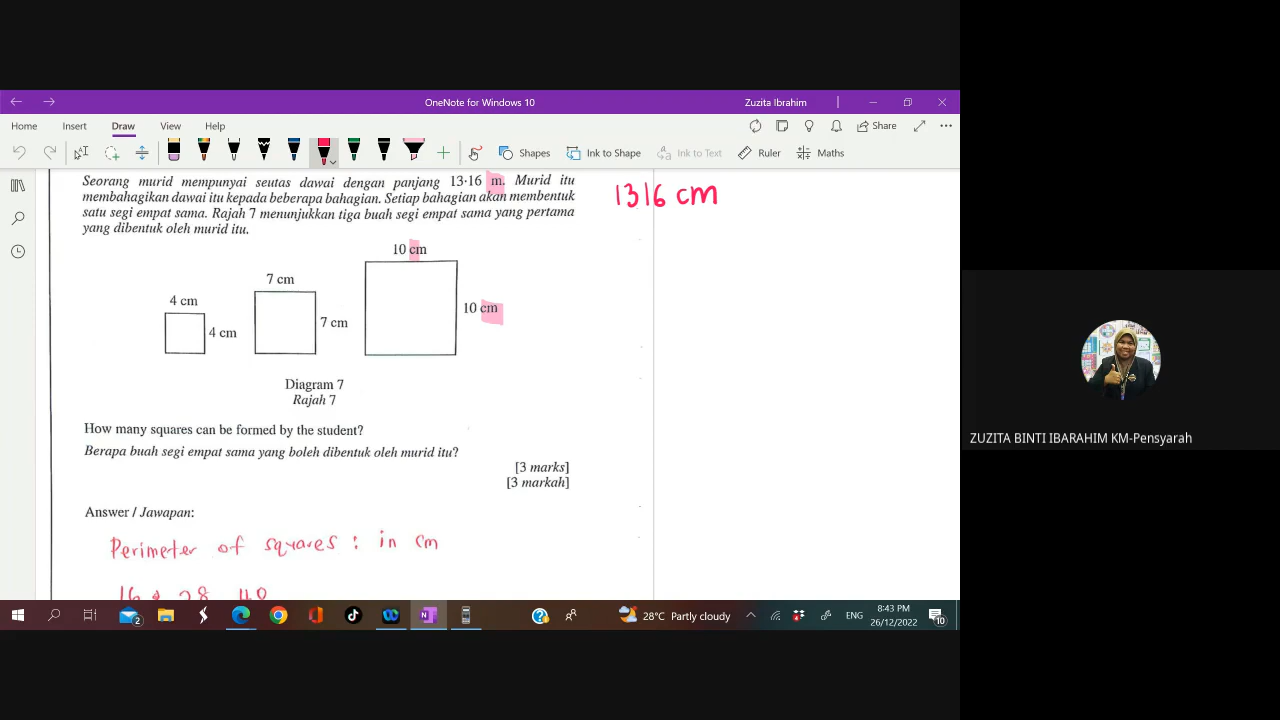 OneNote for Windows 10
Zuzita Ibrahim
Home Insert Draw View Help
Share
Shapes Ink to Shape Ink to Text Ruler Maths
Seorang murid mempunyai seutas dawai dengan panjang 13·16 m. Murid itu
membahagikan dawai itu kepada beberapa bahagian. Setiap bahagian akan membentuk
satu segi empat sama. Rajah 7 menunjukkan tiga buah segi empat sama yang pertama
yang dibentuk oleh murid itu.
1316 cm
10 cm
7 cm
4 cm
10 cm
7 cm
4 cm
Diagram 7
Rajah 7
How many squares can be formed by the student?
Berapa buah segi empat sama yang boleh dibentuk oleh murid itu?
[3 marks]
[3 markah]
Answer / Jawapan:
Perimeter of squares : in cm
16, 28, 40
ZUZITA BINTI IBARAHIM KM-Pensyarah
2
28°C Partly cloudy
ENG
8:43 PM
26/12/2022
10